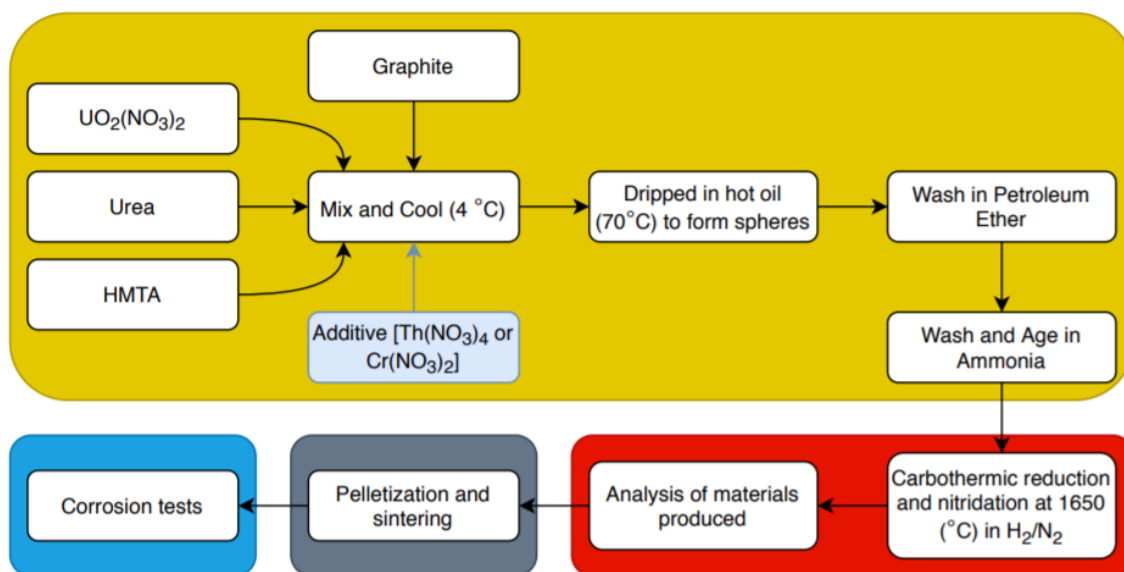 Graphite
UO₂(NO₃)₂
Urea
HMTA
Mix and Cool (4 °C)
Additive [Th(NO₃)₄ or
Cr(NO₃)₂]
Dripped in hot oil
(70°C) to form spheres
Wash in Petroleum
Ether
Wash and Age in
Ammonia
Carbothermic reduction
and nitridation at 1650
(°C) in H₂/N₂
Analysis of materials
produced
Pelletization and
sintering
Corrosion tests